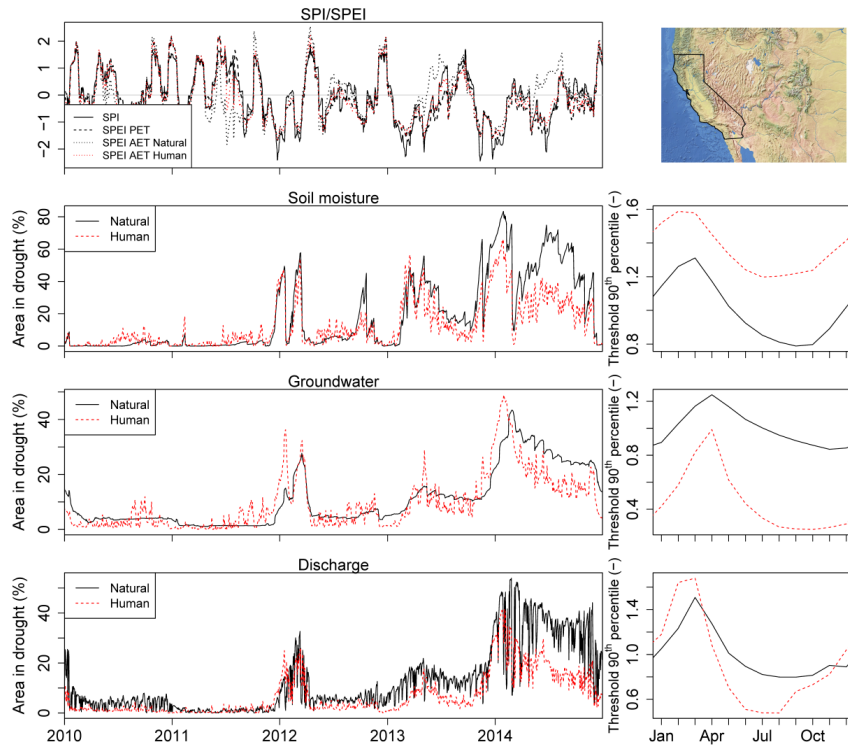 SPI/SPEI
2
1
0
−1
−2
SPI
SPEI PET
SPEI AET Natural
SPEI AET Human
Soil moisture
Area in drought (%)
80
60
40
20
0
Natural
Human
Threshold 90th percentile (−)
1.6
1.2
0.8
Groundwater
Area in drought (%)
40
20
0
Natural
Human
Threshold 90th percentile (−)
1.2
0.8
0.4
Discharge
Area in drought (%)
40
20
0
Natural
Human
2010
2011
2012
2013
2014
Threshold 90th percentile (−)
1.4
1.0
0.6
Jan
Apr
Jul
Oct